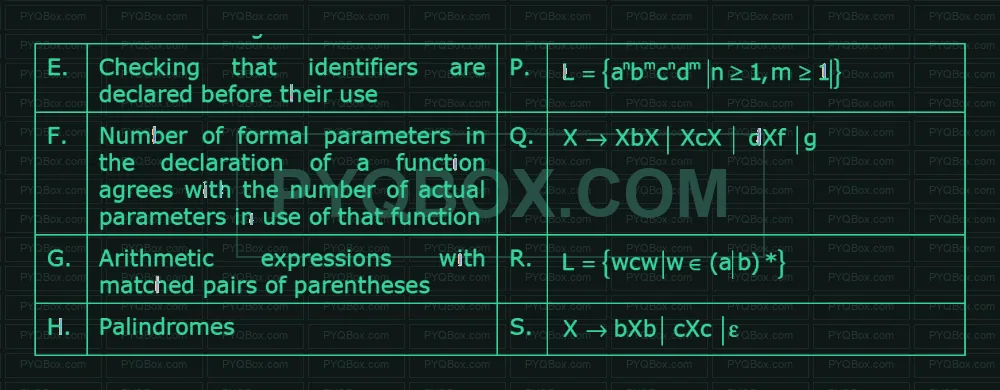 E. Checking that identifiers are declared before their use P. L = {aⁿbᵐcⁿdᵐ |n ≥ 1, m ≥ 1|}
F. Number of formal parameters in the declaration of a function agrees with the number of actual parameters in use of that function Q. X → XbX| XcX | dXf |g
G. Arithmetic expressions with matched pairs of parentheses R. L = {wcw|w ∈ (a|b) *}
H. Palindromes S. X → bXb| cXc |ε
PYQBOX.COM